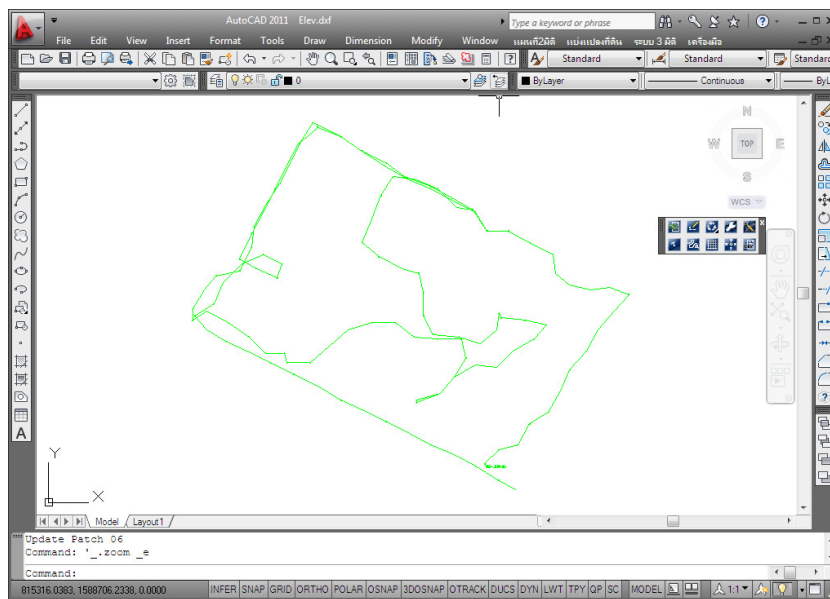 AutoCAD 2011 Elev.dxf
Type a keyword or phrase
File Edit View Insert Format Tools Draw Dimension Modify Window แผนที่2มิติ แบ่งแปลงที่ดิน ระบบ 3 มิติ เครื่องมือ
Standard Standard Standard
0 ByLayer Continuous ByL
N
W TOP E
S
WCS
A
Y
X
Model Layout1
Update Patch 06
Command: '_.zoom _e
Command:
815316.0383, 1588706.2338, 0.0000 INFER SNAP GRID ORTHO POLAR OSNAP 3DOSNAP OTRACK DUCS DYN LWT TPY QP SC MODEL 1:1